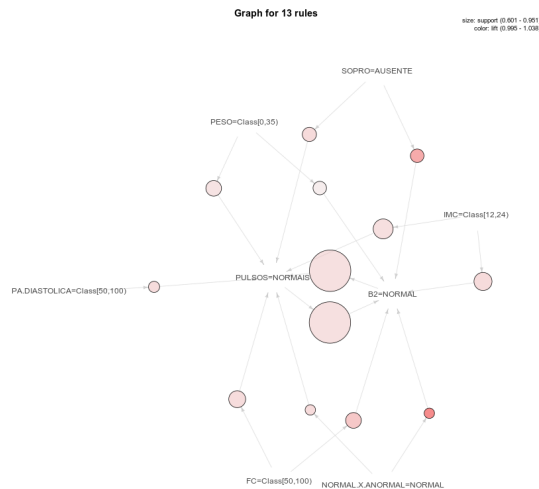 Graph for 13 rules
size: support (0.601 - 0.951
color: lift (0.995 - 1.038
SOPRO=AUSENTE
PESO=Class[0,35)
IMC=Class[12,24)
PULSOS=NORMAIS
PA.DIASTOLICA=Class[50,100)
B2=NORMAL
FC=Class[50,100)
NORMAL.X.ANORMAL=NORMAL